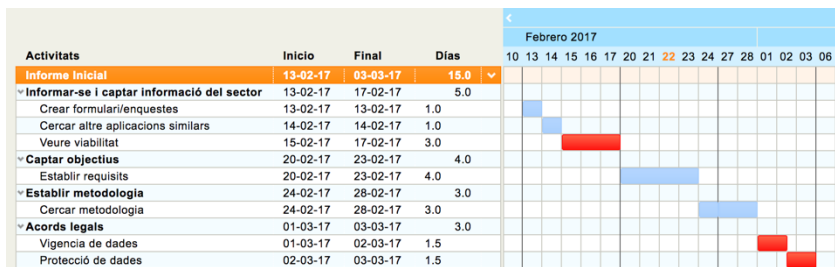 Febrero 2017
Activitats Inicio Final Días 10 13 14 15 16 17 20 21 22 23 24 27 28 01 02 03 06
Informe Inicial 13-02-17 03-03-17 15.0
Informar-se i captar informació del sector 13-02-17 17-02-17 5.0
Crear formulari/enquestes 13-02-17 13-02-17 1.0
Cercar altre aplicacions similars 14-02-17 14-02-17 1.0
Veure viabilitat 15-02-17 17-02-17 3.0
Captar objectius 20-02-17 23-02-17 4.0
Establir requisits 20-02-17 23-02-17 4.0
Establir metodologia 24-02-17 28-02-17 3.0
Cercar metodologia 24-02-17 28-02-17 3.0
Acords legals 01-03-17 03-03-17 3.0
Vigencia de dades 01-03-17 02-03-17 1.5
Protecció de dades 02-03-17 03-03-17 1.5